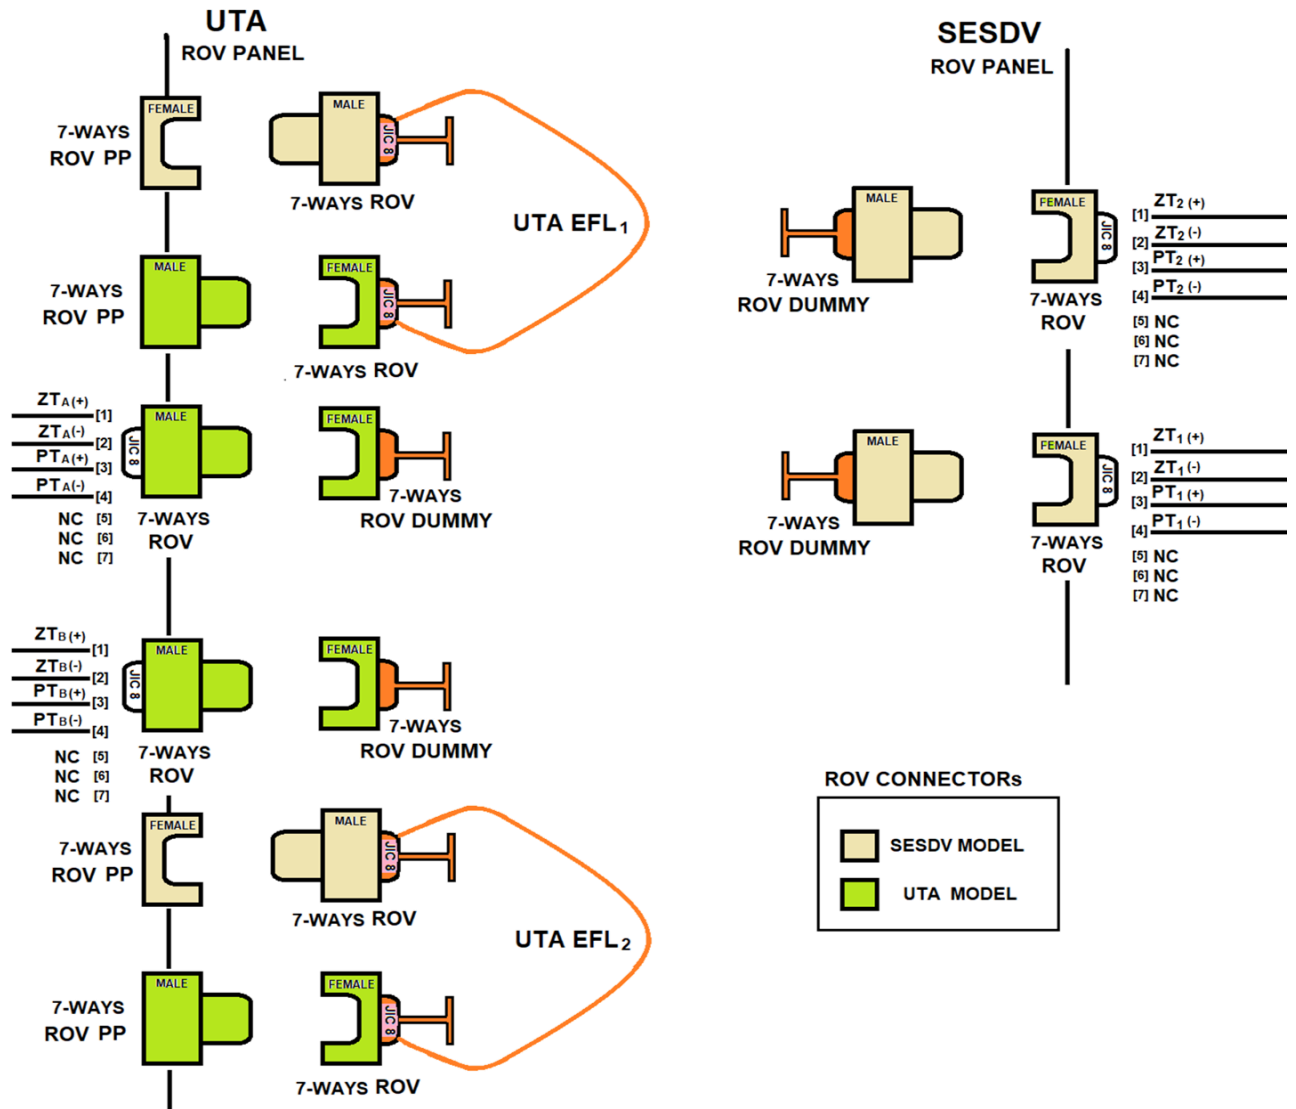 UTA
ROV PANEL
FEMALE
7-WAYS
ROV PP
MALE
JIC 8
7-WAYS ROV
UTA EFL 1
MALE
7-WAYS
ROV PP
FEMALE
JIC 8
7-WAYS ROV
ZTA(+)
[1]
ZTA(-)
[2]
PTA(+)
[3]
PTA(-)
[4]
NC [5]
NC [6]
NC [7]
JIC 8
MALE
7-WAYS
ROV
FEMALE
7-WAYS
ROV DUMMY
ZTB(+)
[1]
ZTB(-)
[2]
PTB(+)
[3]
PTB(-)
[4]
NC [5]
NC [6]
NC [7]
JIC 8
MALE
7-WAYS
ROV
FEMALE
7-WAYS
ROV DUMMY
FEMALE
7-WAYS
ROV PP
MALE
JIC 8
7-WAYS ROV
UTA EFL 2
MALE
7-WAYS
ROV PP
FEMALE
JIC 8
7-WAYS ROV
SESDV
ROV PANEL
MALE
7-WAYS
ROV DUMMY
FEMALE
JIC 8
7-WAYS
ROV
[1] ZT2 (+)
[2] ZT2 (-)
[3] PT2 (+)
[4] PT2 (-)
[5] NC
[6] NC
[7] NC
MALE
7-WAYS
ROV DUMMY
FEMALE
JIC 8
7-WAYS
ROV
[1] ZT1 (+)
[2] ZT1 (-)
[3] PT1 (+)
[4] PT1 (-)
[5] NC
[6] NC
[7] NC
ROV CONNECTORs
SESDV MODEL
UTA MODEL